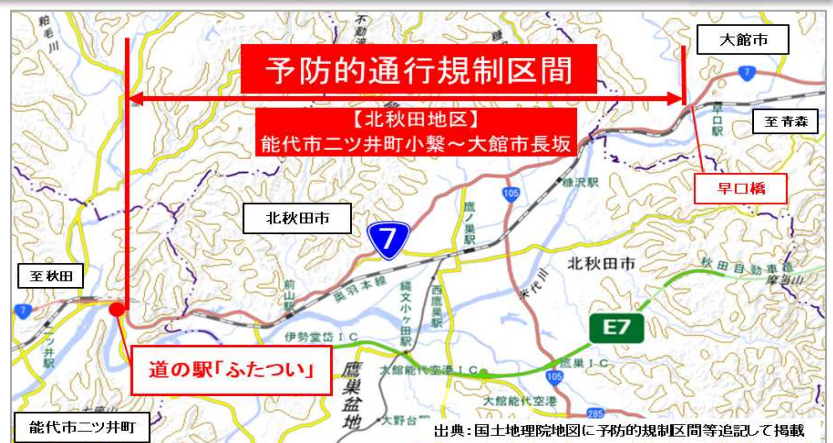 粕毛川
大館市
予防的通行規制区間
7
【北秋田地区】
能代市二ツ井町小繋～大館市長坂
早口駅
至青森
糠沢駅
早口橋
105
北秋田市
鷹ノ巣駅
7
北秋田市
秋田自動車道
至秋田
前山駅
奥羽本線
縄文小ケ田駅
西鷹巣駅
米代川
7
二ツ井駅
伊勢堂岱IC
E7
道の駅「ふたつい」
鷹巣盆地
大館能代空港IC
鷹巣IC
105
大館能代空港
285
能代市二ツ井町
大野台
出典：国土地理院地図に予防的規制区間等追記して掲載